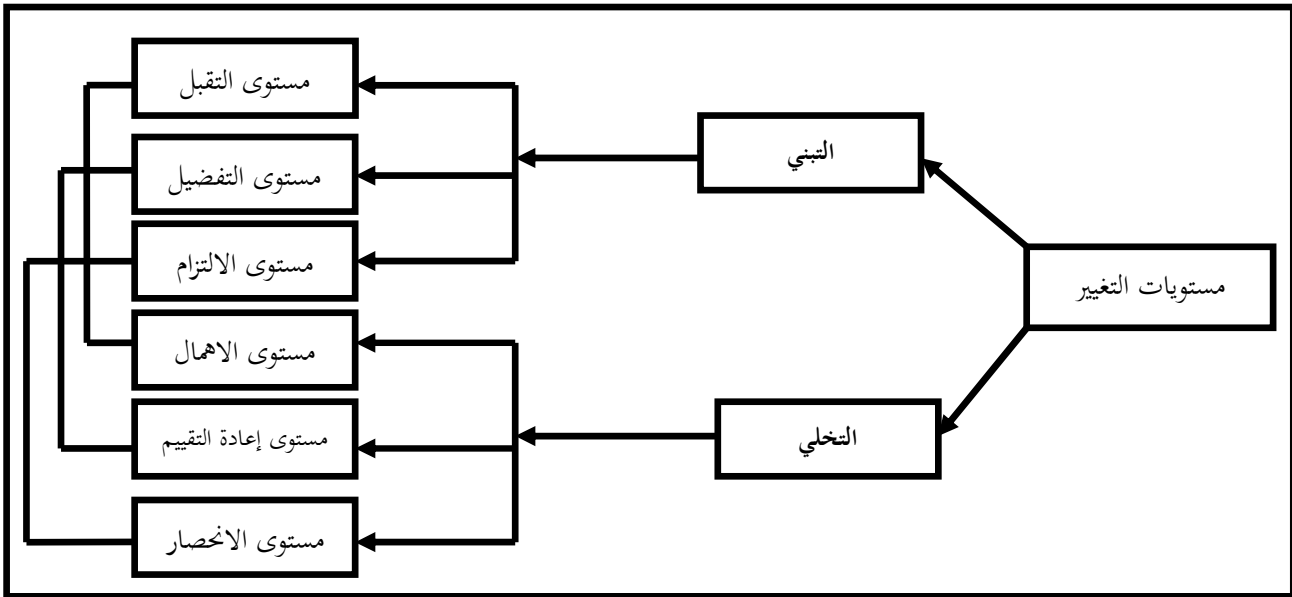 مستويات التغيير
التبني
مستوى التقبل
مستوى التفضيل
مستوى الالتزام
التخلي
مستوى الاهمال
مستوى إعادة التقييم
مستوى الانحصار